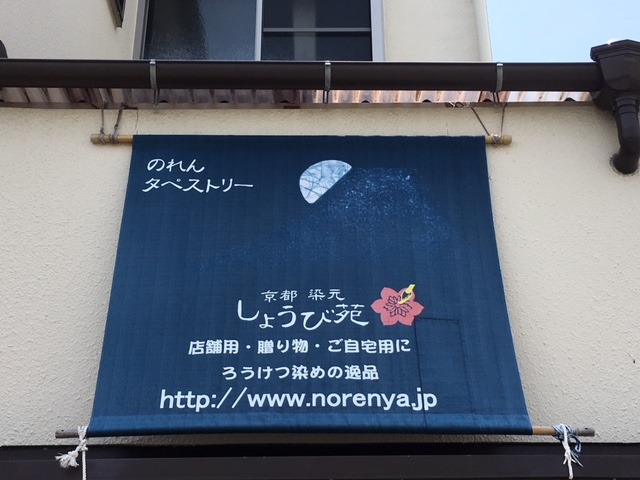 のれん
タペストリー
京都 染元
しょうび苑
店舗用・贈り物・ご自宅用に
ろうけつ染めの逸品
http://www.norenya.jp